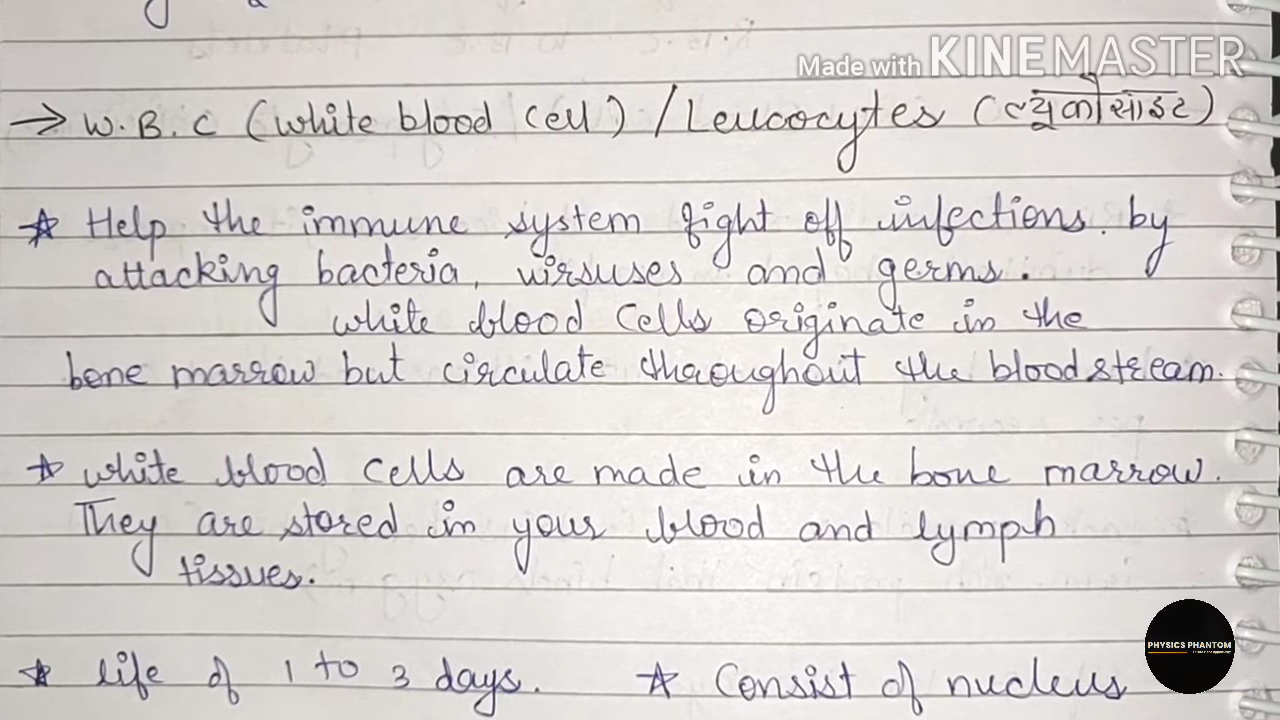 Made with KINEMASTER
→ W.B.C (White blood Cell) / Leucocytes (ल्यूकोसाइट)
☆ Help the immune system fight off infections. by
attacking bacteria, virsuses and germs.
white blood Cells originate in the
bone marrow but circulate thaoughout the bloodstream.
☆ white blood cells are made in the bone marrow.
They are stored in your blood and lymph
tissues.
☆ life of 1 to 3 days. ☆ Consist of nucleus
PHYSICS PHANTOM